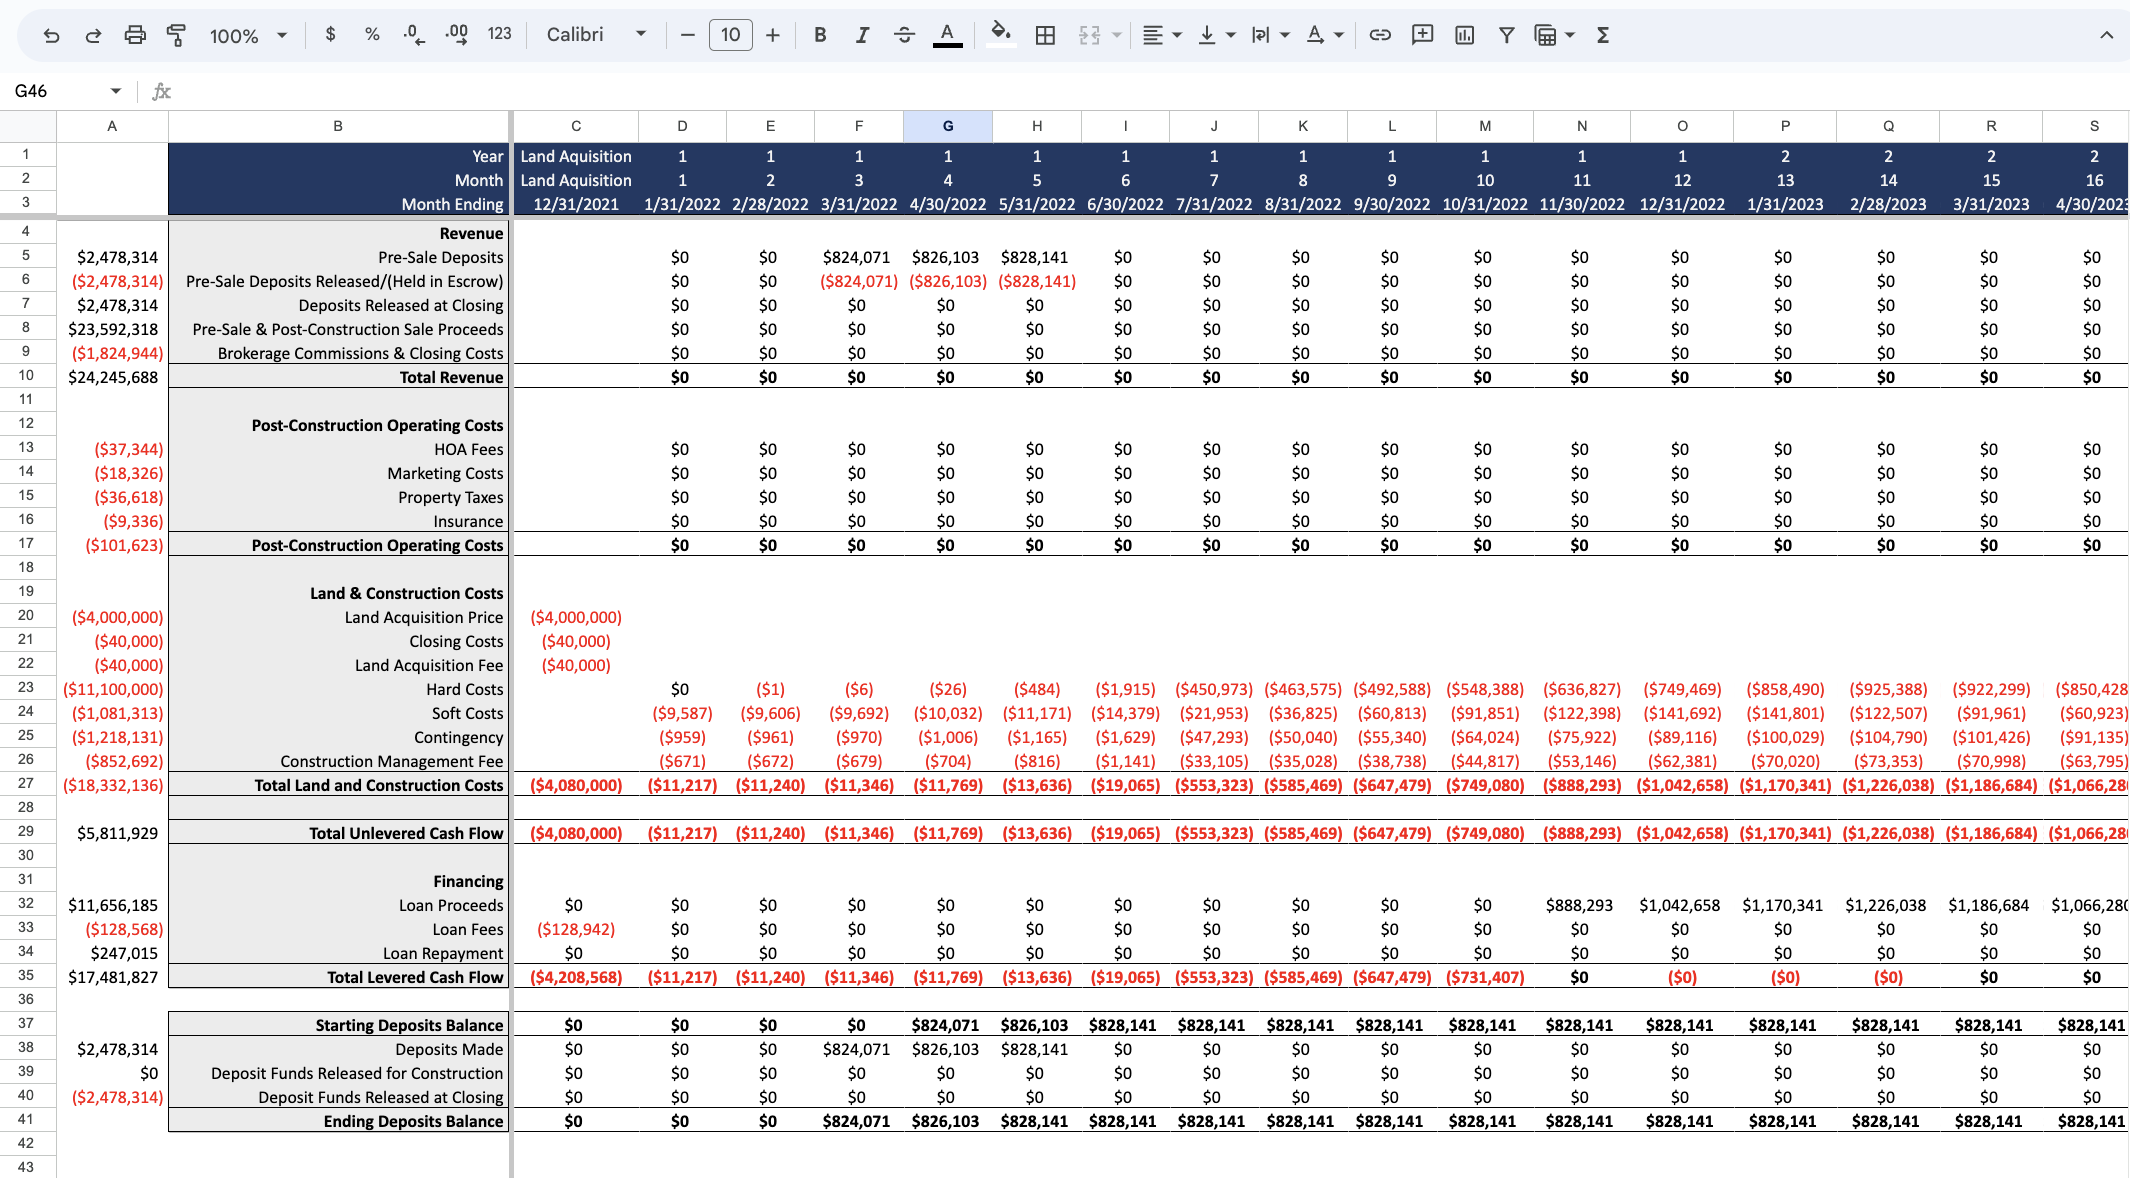 100% $ % .0 .00 123 Calibri 10 B I A A Σ
G46 fx
A B C D E F G H I J K L M N O P Q R S
1 Year Land Aquisition 1 1 1 1 1 1 1 1 1 1 1 1 2 2 2 2
2 Month Land Aquisition 1 2 3 4 5 6 7 8 9 10 11 12 13 14 15 16
3 Month Ending 12/31/2021 1/31/2022 2/28/2022 3/31/2022 4/30/2022 5/31/2022 6/30/2022 7/31/2022 8/31/2022 9/30/2022 10/31/2022 11/30/2022 12/31/2022 1/31/2023 2/28/2023 3/31/2023 4/30/2023
4 Revenue
5 $2,478,314 Pre-Sale Deposits $0 $0 $824,071 $826,103 $828,141 $0 $0 $0 $0 $0 $0 $0 $0 $0 $0 $0
6 ($2,478,314) Pre-Sale Deposits Released/(Held in Escrow) $0 $0 ($824,071) ($826,103) ($828,141) $0 $0 $0 $0 $0 $0 $0 $0 $0 $0 $0
7 $2,478,314 Deposits Released at Closing $0 $0 $0 $0 $0 $0 $0 $0 $0 $0 $0 $0 $0 $0 $0 $0
8 $23,592,318 Pre-Sale & Post-Construction Sale Proceeds $0 $0 $0 $0 $0 $0 $0 $0 $0 $0 $0 $0 $0 $0 $0 $0
9 ($1,824,944) Brokerage Commissions & Closing Costs $0 $0 $0 $0 $0 $0 $0 $0 $0 $0 $0 $0 $0 $0 $0 $0
10 $24,245,688 Total Revenue $0 $0 $0 $0 $0 $0 $0 $0 $0 $0 $0 $0 $0 $0 $0 $0
11
12 Post-Construction Operating Costs
13 ($37,344) HOA Fees $0 $0 $0 $0 $0 $0 $0 $0 $0 $0 $0 $0 $0 $0 $0 $0
14 ($18,326) Marketing Costs $0 $0 $0 $0 $0 $0 $0 $0 $0 $0 $0 $0 $0 $0 $0 $0
15 ($36,618) Property Taxes $0 $0 $0 $0 $0 $0 $0 $0 $0 $0 $0 $0 $0 $0 $0 $0
16 ($9,336) Insurance $0 $0 $0 $0 $0 $0 $0 $0 $0 $0 $0 $0 $0 $0 $0 $0
17 ($101,623) Post-Construction Operating Costs $0 $0 $0 $0 $0 $0 $0 $0 $0 $0 $0 $0 $0 $0 $0 $0
18
19 Land & Construction Costs
20 ($4,000,000) Land Acquisition Price ($4,000,000)
21 ($40,000) Closing Costs ($40,000)
22 ($40,000) Land Acquisition Fee ($40,000)
23 ($11,100,000) Hard Costs $0 ($1) ($6) ($26) ($484) ($1,915) ($450,973) ($463,575) ($492,588) ($548,388) ($636,827) ($749,469) ($858,490) ($925,388) ($922,299) ($850,428
24 ($1,081,313) Soft Costs ($9,587) ($9,606) ($9,692) ($10,032) ($11,171) ($14,379) ($21,953) ($36,825) ($60,813) ($91,851) ($122,398) ($141,692) ($141,801) ($122,507) ($91,961) ($60,923)
25 ($1,218,131) Contingency ($959) ($961) ($970) ($1,006) ($1,165) ($1,629) ($47,293) ($50,040) ($55,340) ($64,024) ($75,922) ($89,116) ($100,029) ($104,790) ($101,426) ($91,135)
26 ($852,692) Construction Management Fee ($671) ($672) ($679) ($704) ($816) ($1,141) ($33,105) ($35,028) ($38,738) ($44,817) ($53,146) ($62,381) ($70,020) ($73,353) ($70,998) ($63,795)
27 ($18,332,136) Total Land and Construction Costs ($4,080,000) ($11,217) ($11,240) ($11,346) ($11,769) ($13,636) ($19,065) ($553,323) ($585,469) ($647,479) ($749,080) ($888,293) ($1,042,658) ($1,170,341) ($1,226,038) ($1,186,684) ($1,066,28
28
29 $5,811,929 Total Unlevered Cash Flow ($4,080,000) ($11,217) ($11,240) ($11,346) ($11,769) ($13,636) ($19,065) ($553,323) ($585,469) ($647,479) ($749,080) ($888,293) ($1,042,658) ($1,170,341) ($1,226,038) ($1,186,684) ($1,066,28
30
31 Financing
32 $11,656,185 Loan Proceeds $0 $0 $0 $0 $0 $0 $0 $0 $0 $0 $0 $888,293 $1,042,658 $1,170,341 $1,226,038 $1,186,684 $1,066,280
33 ($128,568) Loan Fees ($128,942) $0 $0 $0 $0 $0 $0 $0 $0 $0 $0 $0 $0 $0 $0 $0 $0
34 $247,015 Loan Repayment $0 $0 $0 $0 $0 $0 $0 $0 $0 $0 $0 $0 $0 $0 $0 $0 $0
35 $17,481,827 Total Levered Cash Flow ($4,208,568) ($11,217) ($11,240) ($11,346) ($11,769) ($13,636) ($19,065) ($553,323) ($585,469) ($647,479) ($731,407) $0 ($0) ($0) ($0) $0 $0
36
37 Starting Deposits Balance $0 $0 $0 $0 $824,071 $826,103 $828,141 $828,141 $828,141 $828,141 $828,141 $828,141 $828,141 $828,141 $828,141 $828,141 $828,141
38 $2,478,314 Deposits Made $0 $0 $0 $824,071 $826,103 $828,141 $0 $0 $0 $0 $0 $0 $0 $0 $0 $0 $0
39 $0 Deposit Funds Released for Construction $0 $0 $0 $0 $0 $0 $0 $0 $0 $0 $0 $0 $0 $0 $0 $0 $0
40 ($2,478,314) Deposit Funds Released at Closing $0 $0 $0 $0 $0 $0 $0 $0 $0 $0 $0 $0 $0 $0 $0 $0 $0
41 Ending Deposits Balance $0 $0 $0 $824,071 $826,103 $828,141 $828,141 $828,141 $828,141 $828,141 $828,141 $828,141 $828,141 $828,141 $828,141 $828,141 $828,141
42
43